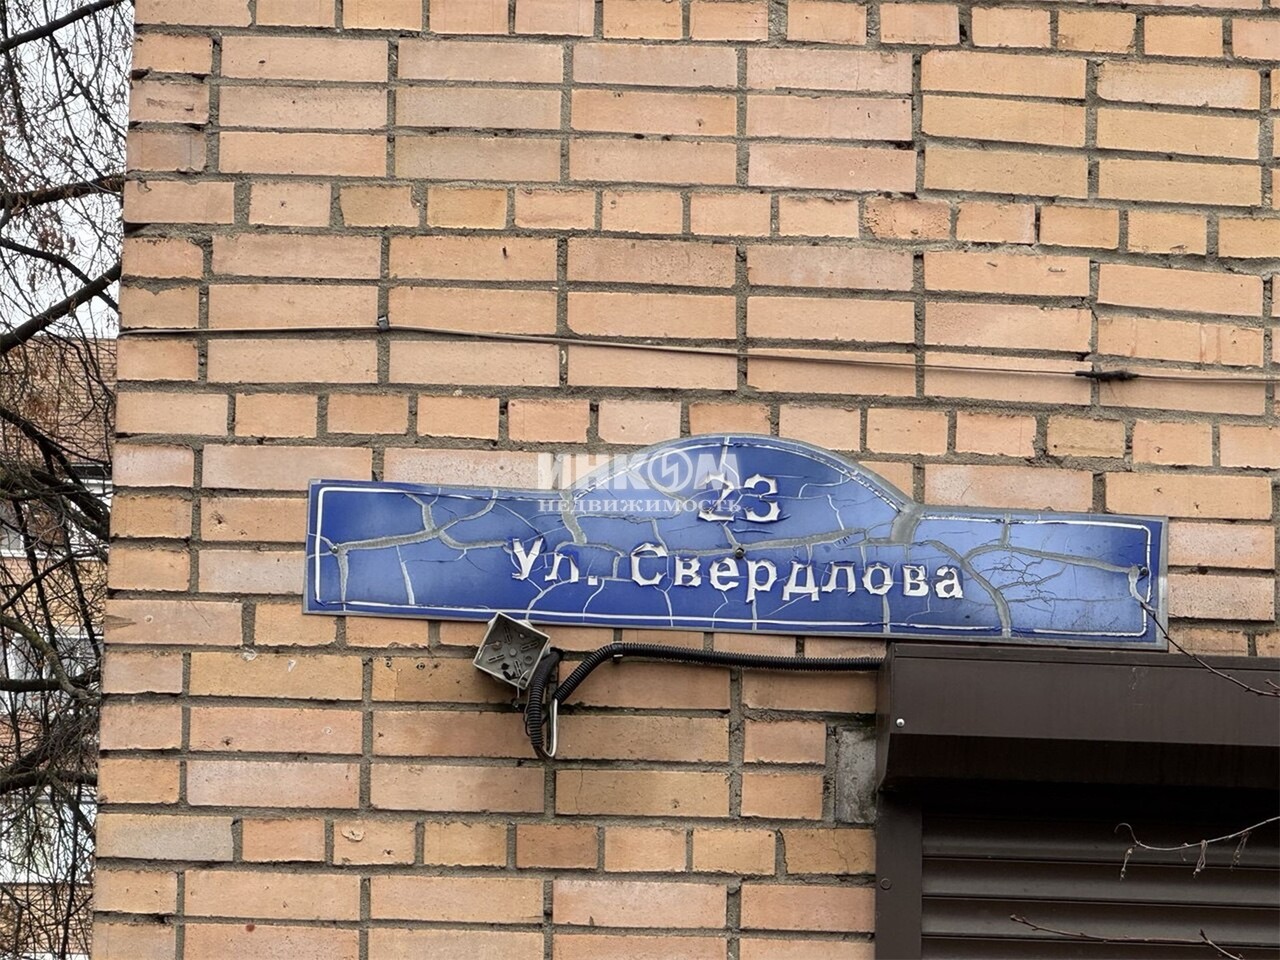 ИНКОМ
НЕДВИЖИМОСТЬ
23
Ул. Свердлова